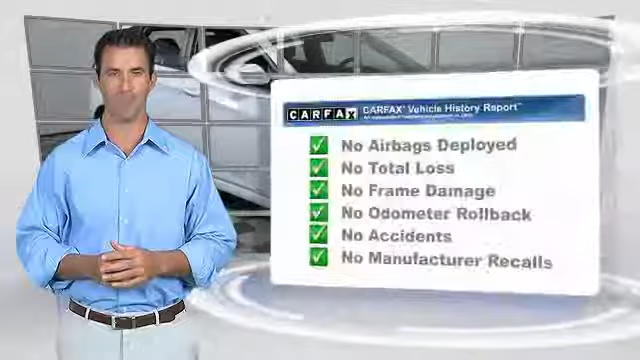 CARFAX CARFAX® Vehicle History Report™
No Airbags Deployed
No Total Loss
No Frame Damage
No Odometer Rollback
No Accidents
No Manufacturer Recalls